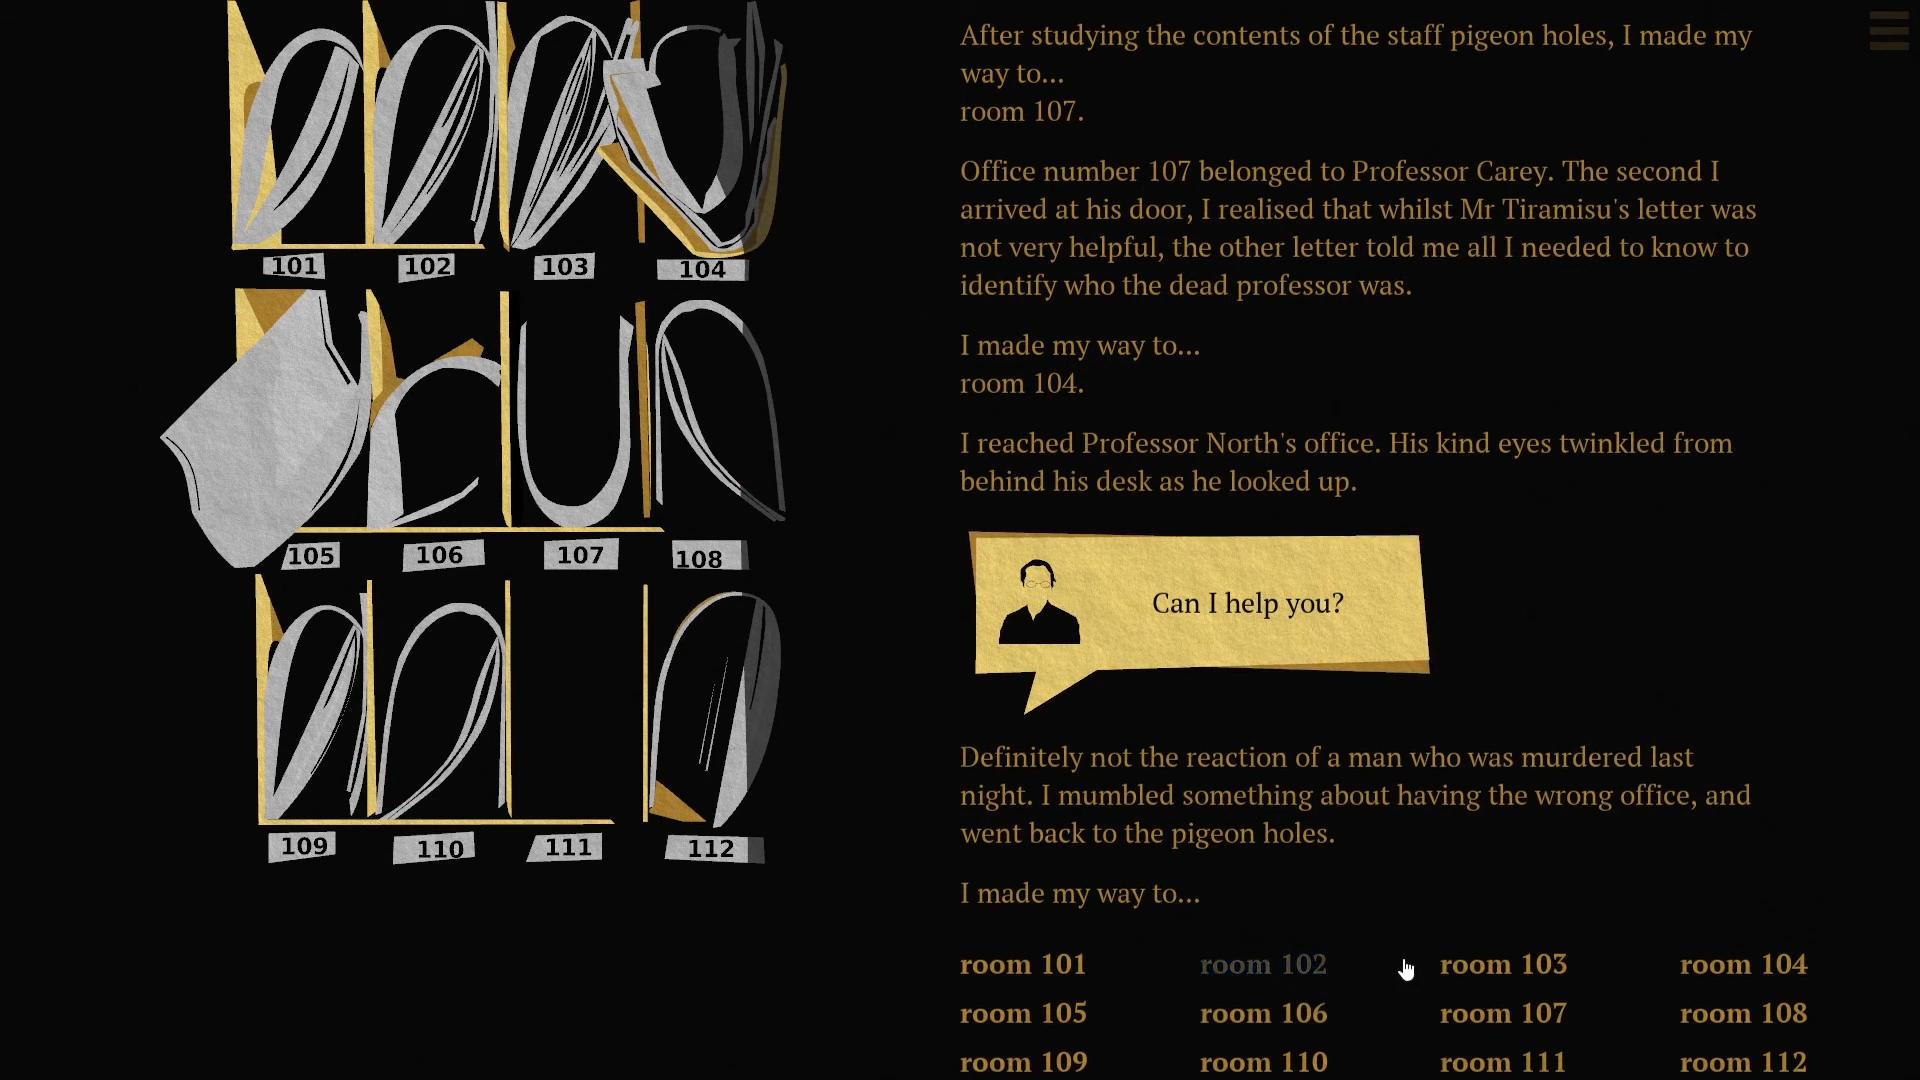 101 102 103 104
105 106 107 108
109 110 111 112
After studying the contents of the staff pigeon holes, I made my
way to...
room 107.
Office number 107 belonged to Professor Carey. The second I
arrived at his door, I realised that whilst Mr Tiramisu's letter was
not very helpful, the other letter told me all I needed to know to
identify who the dead professor was.
I made my way to...
room 104.
I reached Professor North's office. His kind eyes twinkled from
behind his desk as he looked up.
Can I help you?
Definitely not the reaction of a man who was murdered last
night. I mumbled something about having the wrong office, and
went back to the pigeon holes.
I made my way to...
room 101 room 102 room 103 room 104
room 105 room 106 room 107 room 108
room 109 room 110 room 111 room 112